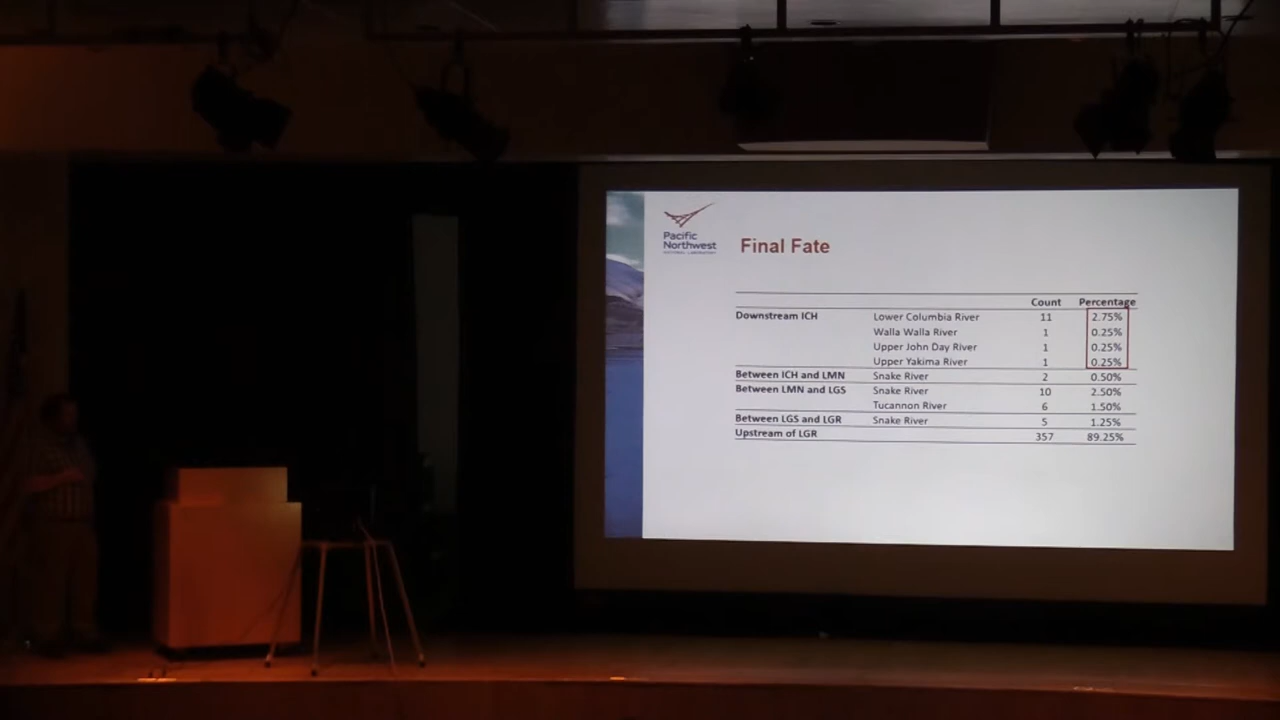 Pacific
Northwest
NATIONAL LABORATORY
Final Fate
Count Percentage
Downstream ICH Lower Columbia River 11 2.75%
Walla Walla River 1 0.25%
Upper John Day River 1 0.25%
Upper Yakima River 1 0.25%
Between ICH and LMN Snake River 2 0.50%
Between LMN and LGS Snake River 10 2.50%
Tucannon River 6 1.50%
Between LGS and LGR Snake River 5 1.25%
Upstream of LGR 357 89.25%